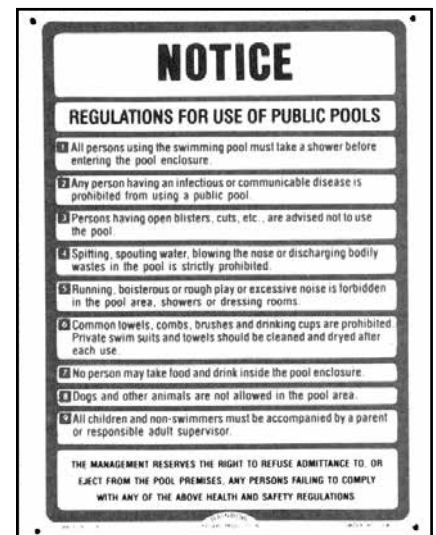 NOTICE
REGULATIONS FOR USE OF PUBLIC POOLS
1 All persons using the swimming pool must take a shower before
entering the pool enclosure.
2 Any person having an infectious or communicable disease is
prohibited from using a public pool.
3 Persons having open blisters, cuts, etc., are advised not to use
the pool.
4 Spitting, spouting water, blowing the nose or discharging bodily
wastes in the pool is strictly prohibited.
5 Running, boisterous or rough play or excessive noise is forbidden
in the pool area, showers or dressing rooms.
6 Common towels, combs, brushes and drinking cups are prohibited.
Private swim suits and towels should be cleaned and dryed after
each use.
7 No person may take food and drink inside the pool enclosure.
8 Dogs and other animals are not allowed in the pool area.
9 All children and non-swimmers must be accompanied by a parent
or responsible adult supervisor.
THE MANAGEMENT RESERVES THE RIGHT TO REFUSE ADMITTANCE TO, OR
EJECT FROM THE POOL PREMISES, ANY PERSONS FAILING TO COMPLY
WITH ANY OF THE ABOVE HEALTH AND SAFETY REGULATIONS